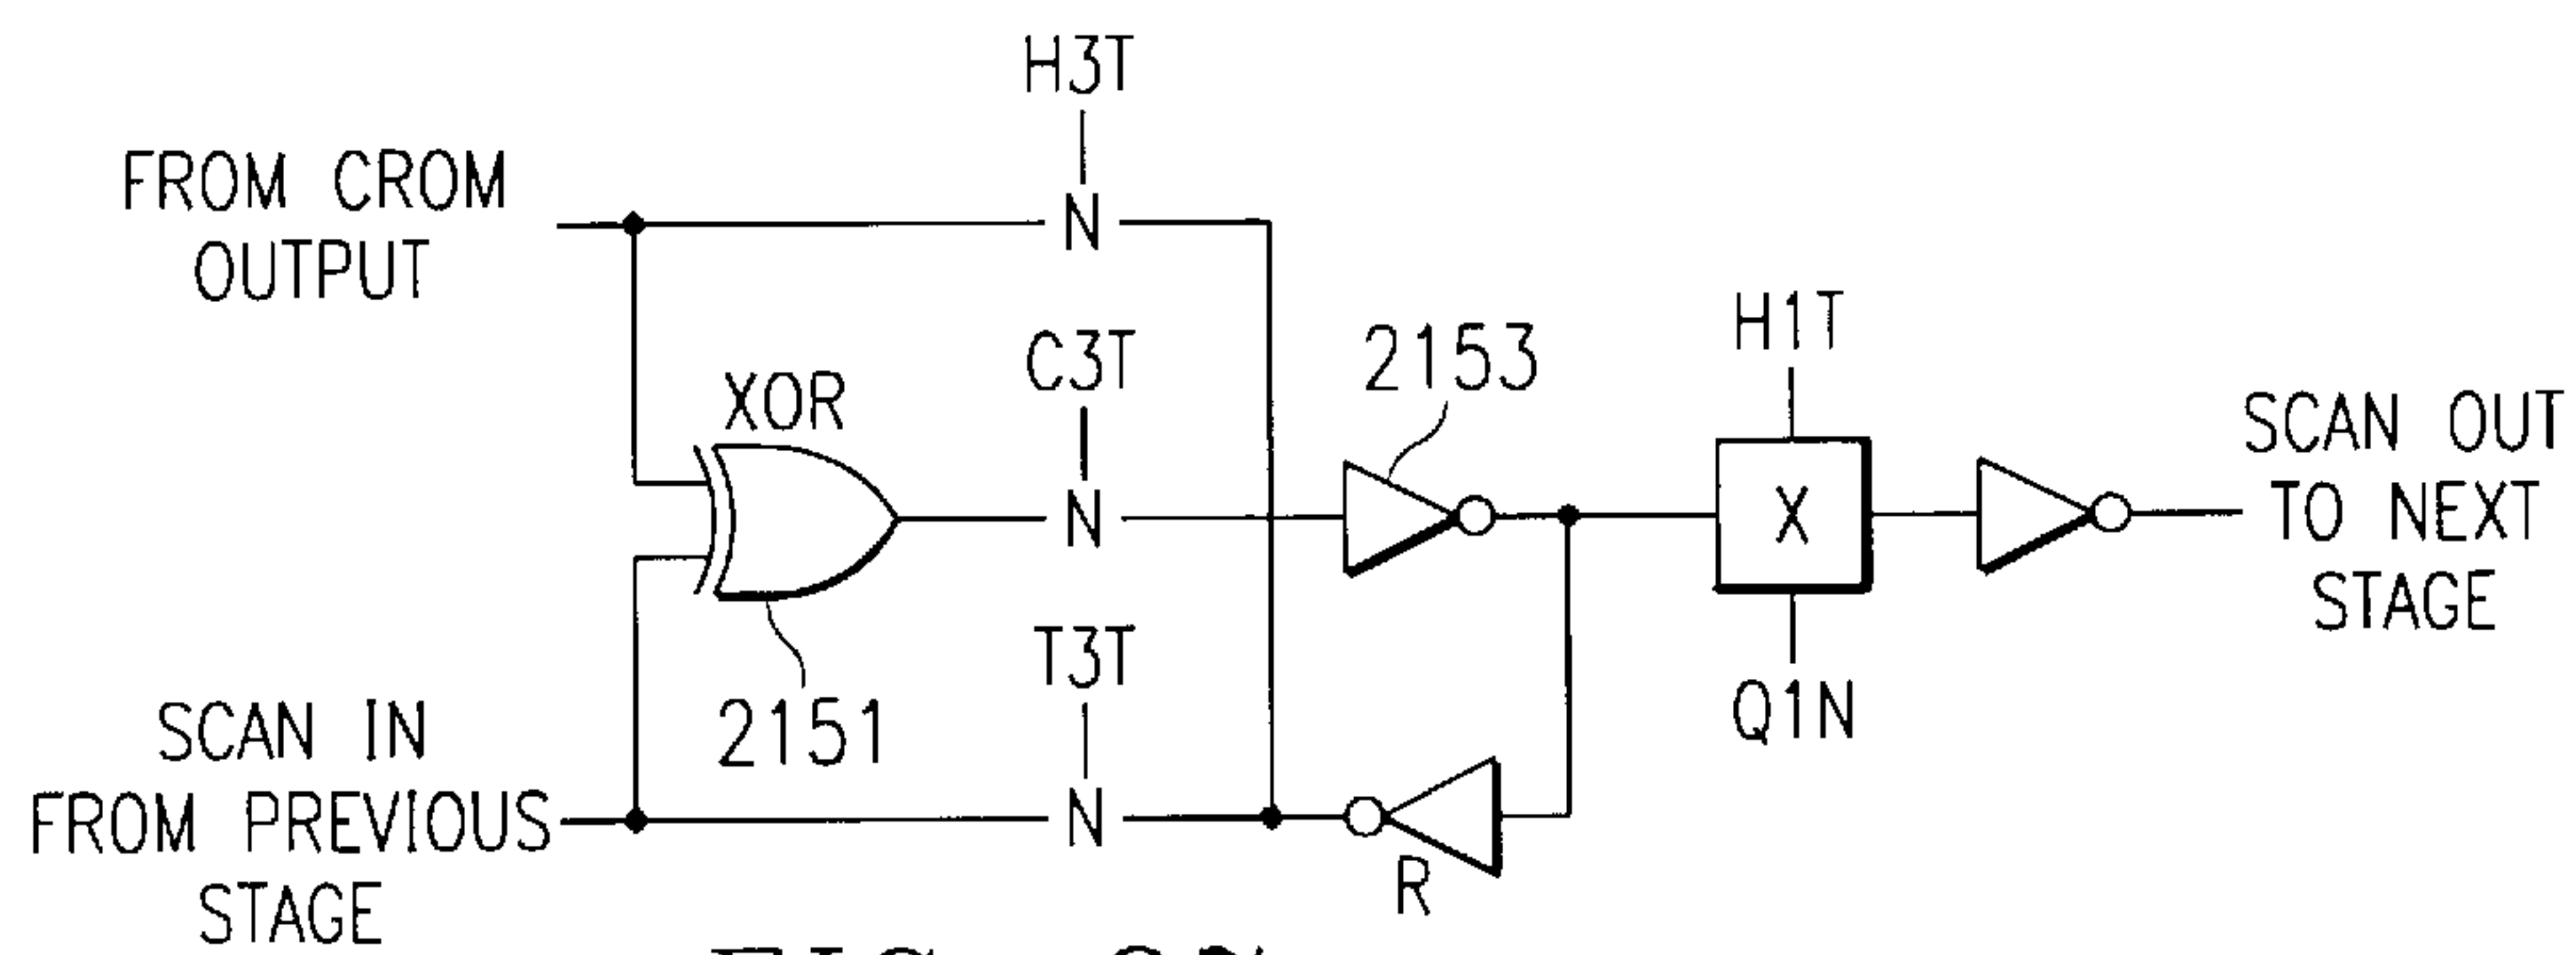 H3T
FROM CROM
OUTPUT
N
H1T
C3T
2153
XOR
SCAN OUT
TO NEXT
STAGE
N
X
T3T
2151
Q1N
SCAN IN
FROM PREVIOUS
STAGE
N
R